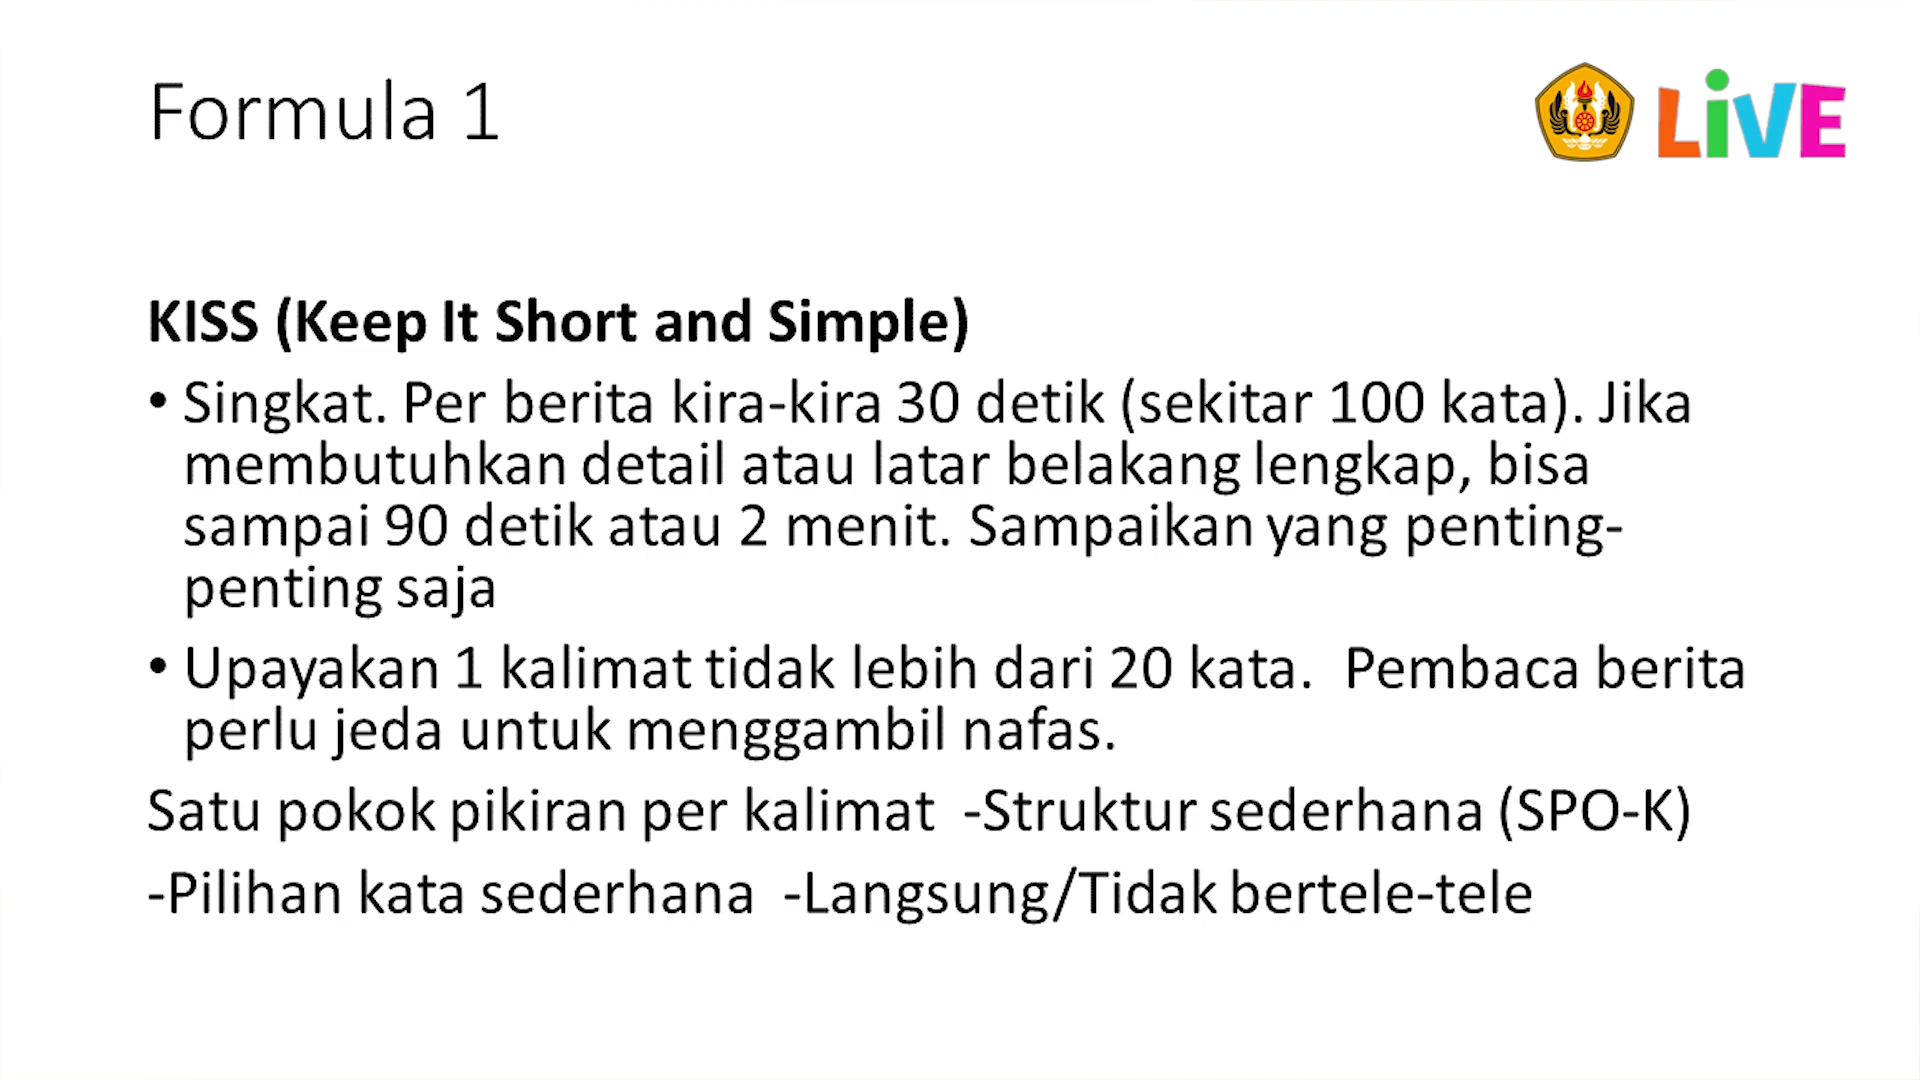 Formula 1
LiVE
KISS (Keep It Short and Simple)
• Singkat. Per berita kira-kira 30 detik (sekitar 100 kata). Jika
membutuhkan detail atau latar belakang lengkap, bisa
sampai 90 detik atau 2 menit. Sampaikan yang penting-
penting saja
• Upayakan 1 kalimat tidak lebih dari 20 kata. Pembaca berita
perlu jeda untuk menggambil nafas.
Satu pokok pikiran per kalimat -Struktur sederhana (SPO-K)
-Pilihan kata sederhana -Langsung/Tidak bertele-tele